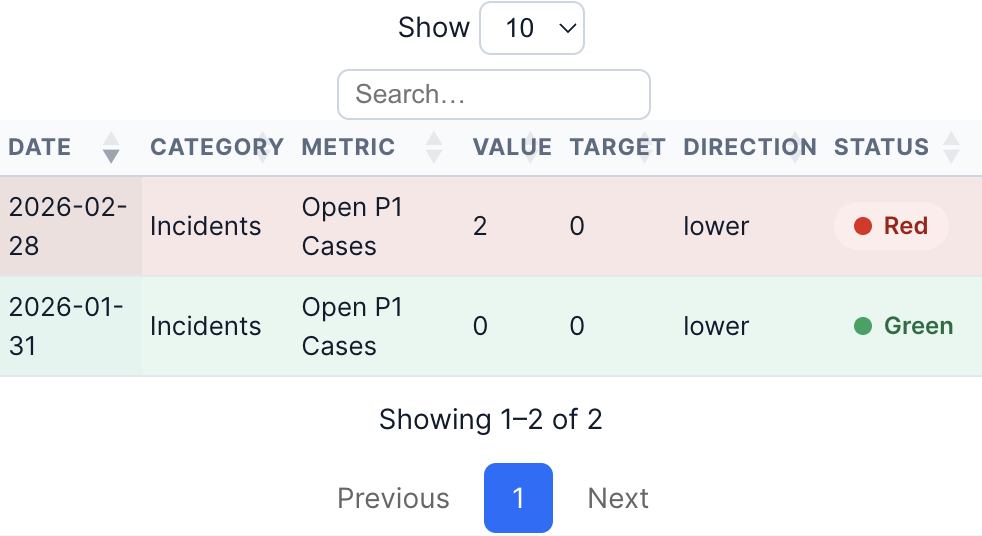 Show 10
Search…
DATE CATEGORY METRIC VALUE TARGET DIRECTION STATUS
2026-02-28 Incidents Open P1 Cases 2 0 lower Red
2026-01-31 Incidents Open P1 Cases 0 0 lower Green
Showing 1–2 of 2
Previous 1 Next